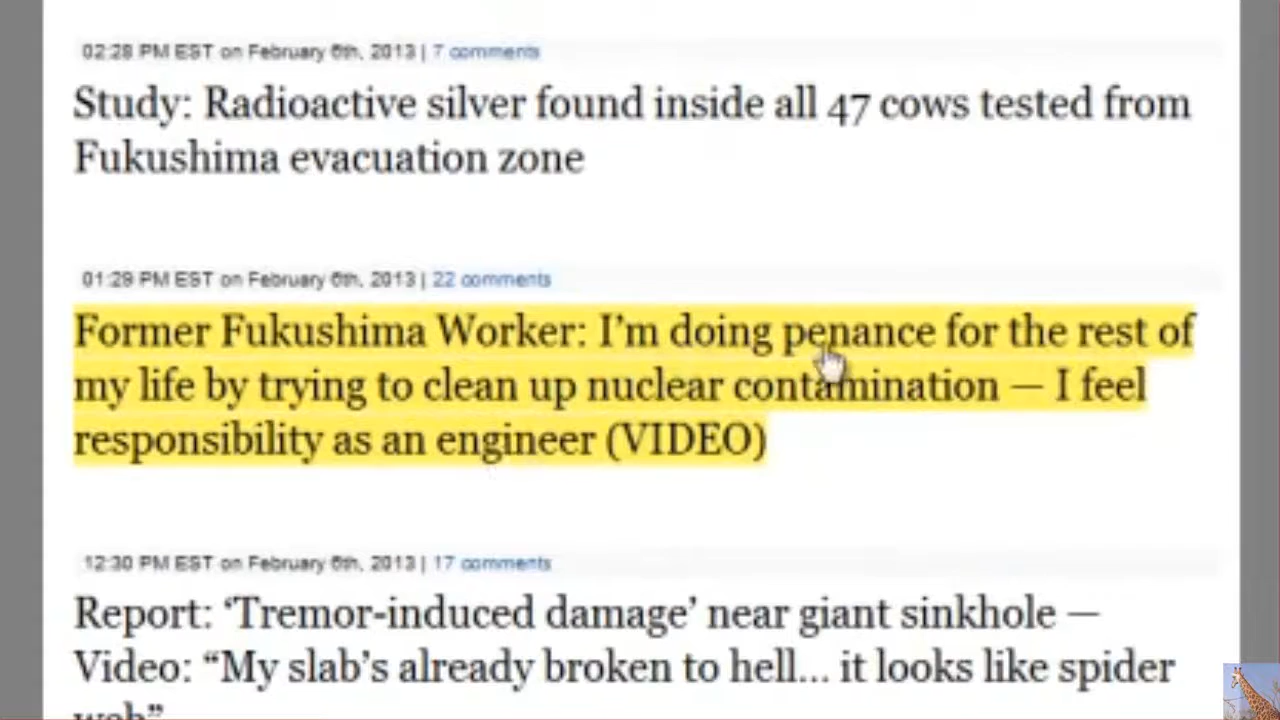 02:28 PM EST on February 6th, 2013 | 7 comments
Study: Radioactive silver found inside all 47 cows tested from
Fukushima evacuation zone
01:29 PM EST on February 6th, 2013 | 22 comments
Former Fukushima Worker: I’m doing penance for the rest of
my life by trying to clean up nuclear contamination — I feel
responsibility as an engineer (VIDEO)
12:30 PM EST on February 6th, 2013 | 17 comments
Report: ‘Tremor-induced damage’ near giant sinkhole —
Video: “My slab’s already broken to hell... it looks like spider
web”